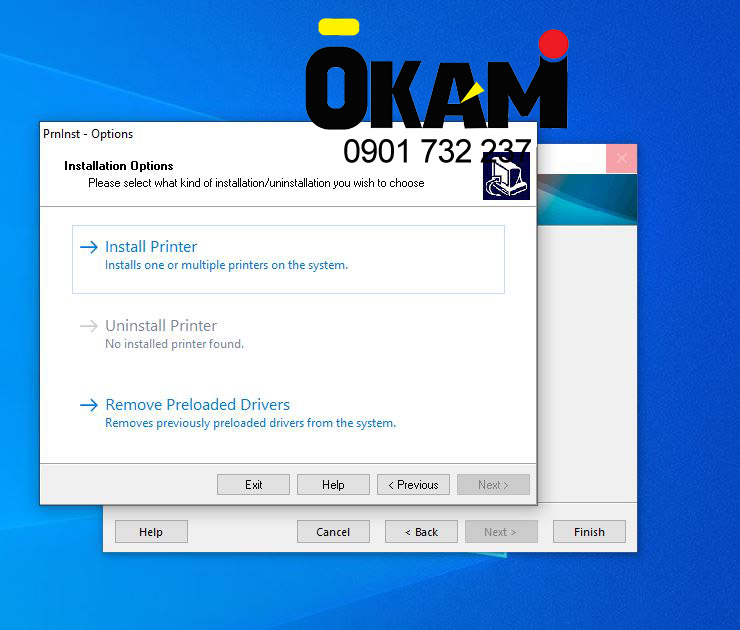 ŌKAM
0901 732 237
PrnInst - Options
Installation Options
Please select what kind of installation/uninstallation you wish to choose
Install Printer
Installs one or multiple printers on the system.
Uninstall Printer
No installed printer found.
Remove Preloaded Drivers
Removes previously preloaded drivers from the system.
Exit Help < Previous Next >
Help Cancel < Back Next > Finish